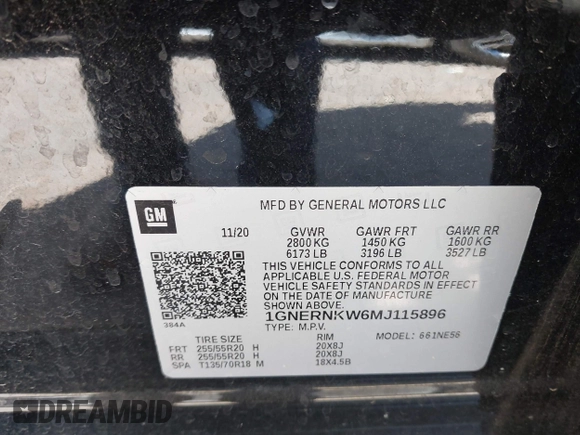 MFD BY GENERAL MOTORS LLC
GM
11/20 GVWR GAWR FRT GAWR RR
2800 KG 1450 KG 1600 KG
6173 LB 3196 LB 3527 LB
THIS VEHICLE CONFORMS TO ALL
APPLICABLE U.S. FEDERAL MOTOR
VEHICLE SAFETY STANDARDS IN
EFFECT ON THE DATE OF
MANUFACTURE SHOWN ABOVE.
384A
1GNERNKW6MJ115896
TYPE: M.P.V. MODEL: 661NE56
TIRE SIZE RIM
FRT 255/55R20 H 20X8J
RR 255/55R20 H 20X8J
SPA T135/70R18 M 18X4.5B
DREAMBID